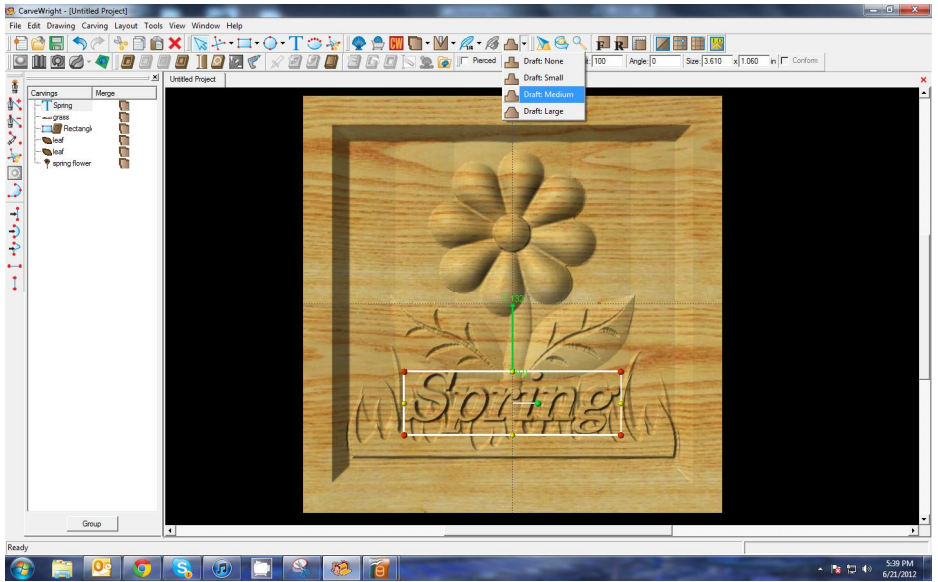 CarveWright - [Untitled Project]
File Edit Drawing Carving Layout Tools View Window Help
Pierced
Draft: None
Draft: Small
Draft: Medium
Draft: Large
100 Angle: 0 Size: 3.610 x 1.060 in Conform
Untitled Project
Carvings Merge
Spring
grass
Rectangl
leaf
leaf
spring flower
Spring
Group
Ready
5:39 PM
6/21/2012